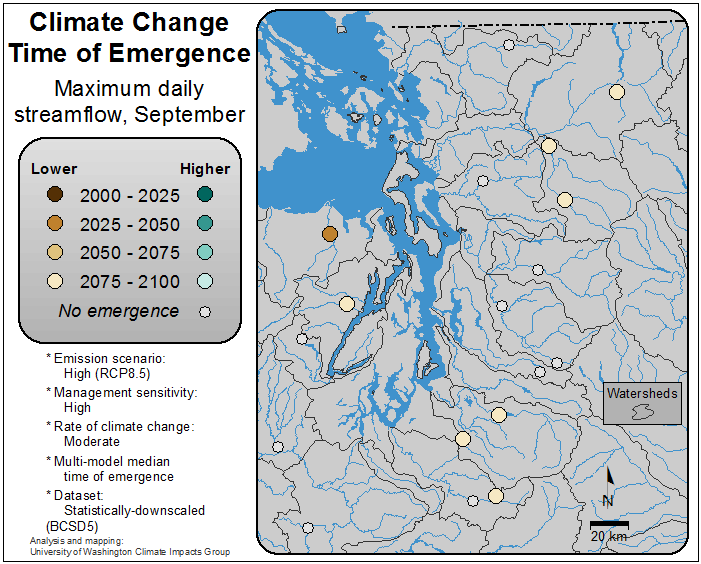 Climate Change
Time of Emergence
Maximum daily
streamflow, September
Lower Higher
2000 - 2025
2025 - 2050
2050 - 2075
2075 - 2100
No emergence
* Emission scenario:
High (RCP8.5)
* Management sensitivity:
High
* Rate of climate change:
Moderate
* Multi-model median
time of emergence
* Dataset:
Statistically-downscaled
(BCSD5)
Analysis and mapping:
University of Washington Climate Impacts Group
Watersheds
N
20 km